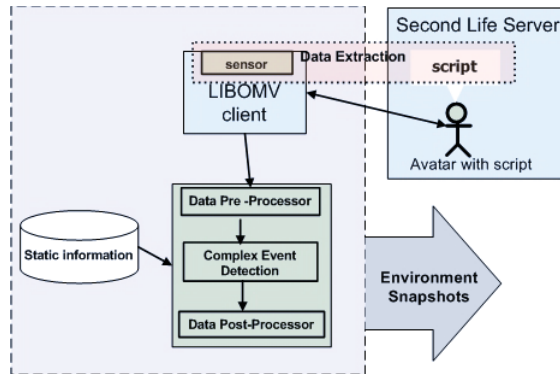 Second Life Server
sensor
Data Extraction
script
LIBOMV
client
Avatar with script
Data Pre -Processor
Static information
Complex Event
Detection
Environment
Snapshots
Data Post-Processor